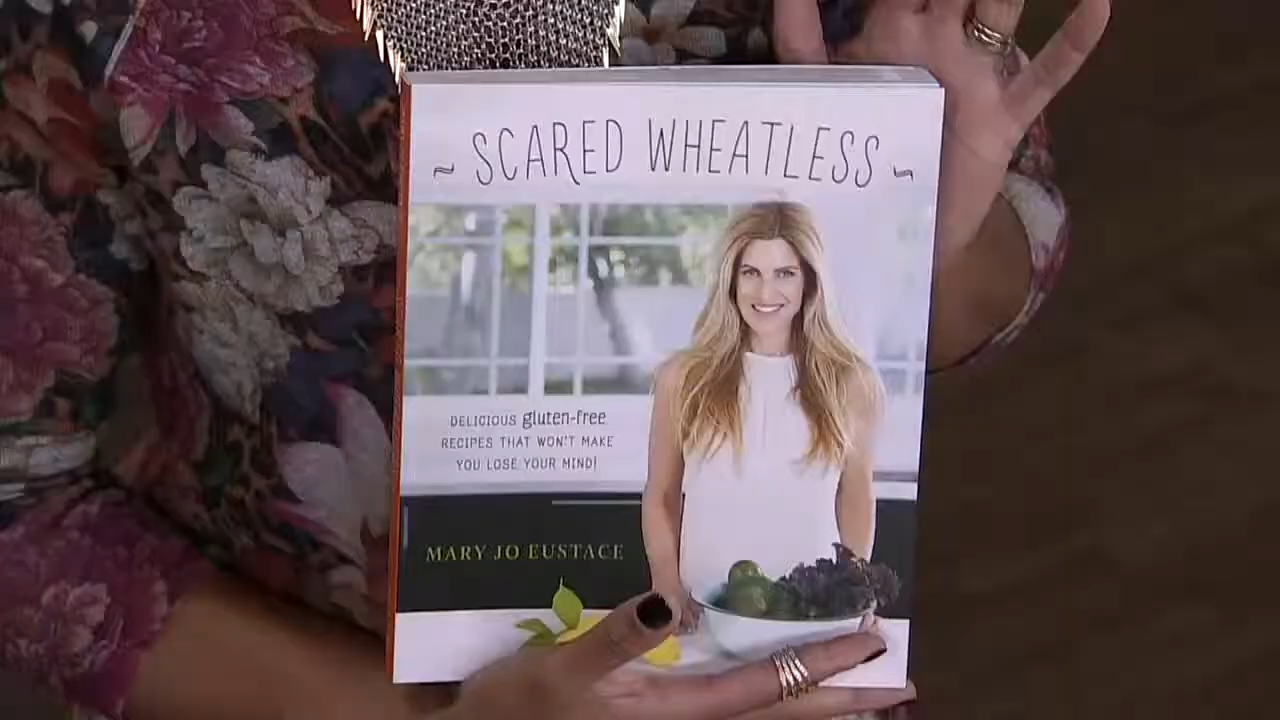 ~ SCARED WHEATLESS ~
DELICIOUS gluten-free
RECIPES THAT WON'T MAKE
YOU LOSE YOUR MIND!
MARY JO EUSTACE